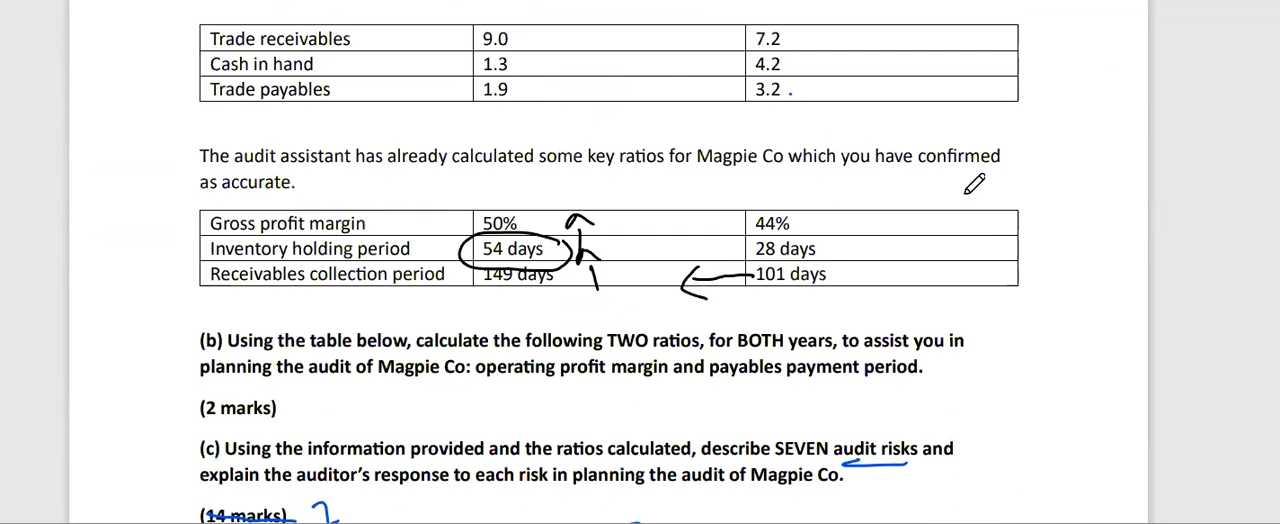 Trade receivables 9.0 7.2
Cash in hand 1.3 4.2
Trade payables 1.9 3.2
The audit assistant has already calculated some key ratios for Magpie Co which you have confirmed
as accurate.
Gross profit margin 50% 44%
Inventory holding period 54 days 28 days
Receivables collection period 149 days 101 days
(b) Using the table below, calculate the following TWO ratios, for BOTH years, to assist you in
planning the audit of Magpie Co: operating profit margin and payables payment period.
(2 marks)
(c) Using the information provided and the ratios calculated, describe SEVEN audit risks and
explain the auditor's response to each risk in planning the audit of Magpie Co.
(14 marks)